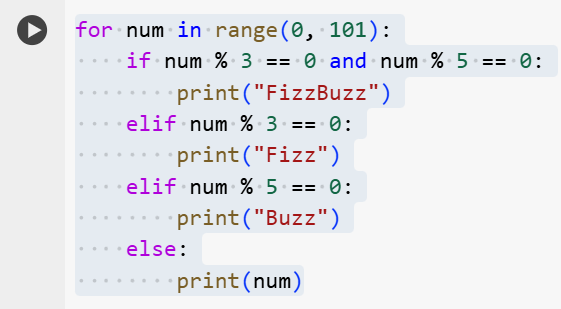 for num in range(0, 101):
    if num % 3 == 0 and num % 5 == 0:
        print("FizzBuzz")
    elif num % 3 == 0:
        print("Fizz")
    elif num % 5 == 0:
        print("Buzz")
    else:
        print(num)